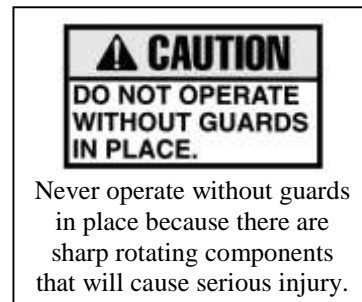 CAUTION
DO NOT OPERATE
WITHOUT GUARDS
IN PLACE.
Never operate without guards
in place because there are
sharp rotating components
that will cause serious injury.